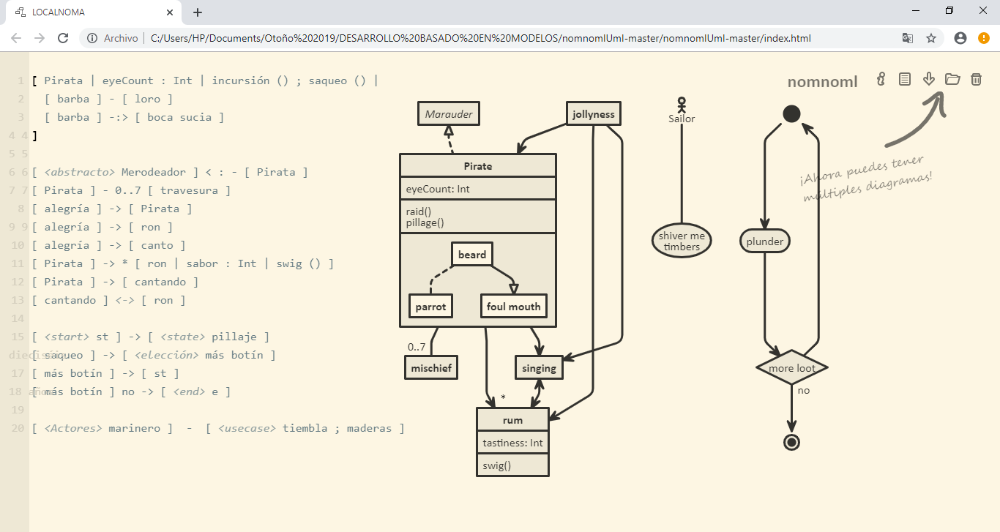 LOCALNOMA
Archivo | C:/Users/HP/Documents/Otoño%202019/DESARROLLO%20BASADO%20EN%20MODELOS/nomnomlUml-master/nomnomlUml-master/index.html
1 [ Pirata | eyeCount : Int | incursión () ; saqueo () |
2 [ barba ] - [ loro ]
3 [ barba ] -:> [ boca sucia ]
4 4 ]
5 5
6 6 [ <abstracto> Merodeador ] < : - [ Pirata ]
7 7 [ Pirata ] - 0..7 [ travesura ]
8 [ alegría ] -> [ Pirata ]
9 9 [ alegría ] -> [ ron ]
10 [ alegría ] -> [ canto ]
11 [ Pirata ] -> * [ ron | sabor : Int | swig () ]
12 [ Pirata ] -> [ cantando ]
13 [ cantando ] <-> [ ron ]
14
15 [ <start> st ] -> [ <state> pillaje ]
[ saqueo ] -> [ <elección> más botín ]
17 [ más botín ] -> [ st ]
18 años [ más botín ] no -> [ <end> e ]
19
20 [ <Actores> marinero ] - [ <usecase> tiembla ; maderas ]
nomnoml
¡Ahora puedes tener
múltiples diagramas!
Marauder
jollyness
Pirate
eyeCount: Int
raid()
pillage()
beard
parrot
foul mouth
0..7
mischief
singing
*
rum
tastiness: Int
swig()
Sailor
shiver me
timbers
plunder
more loot
no